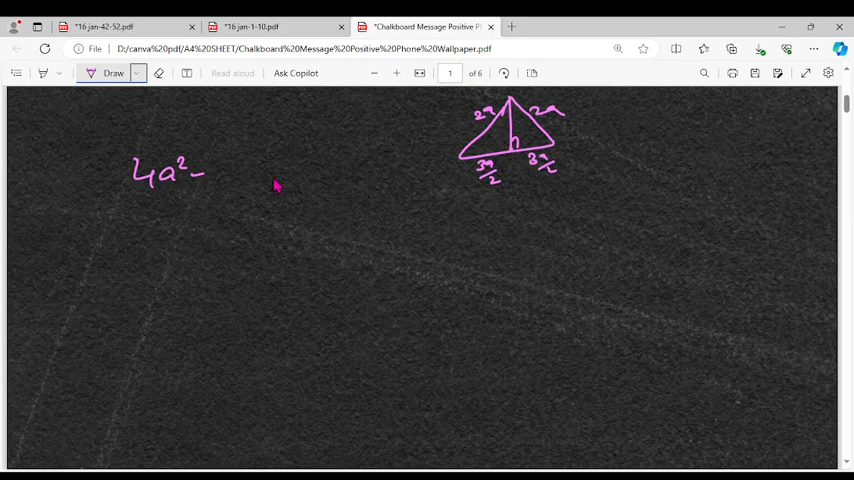 *16 jan-42-52.pdf
*16 jan-1-10.pdf
*Chalkboard Message Positive P
File D:/canva%20pdf/A4%20SHEET/Chalkboard%20Message%20Positive%20Phone%20Wallpaper.pdf
Draw
Read aloud
Ask Copilot
1 of 6
2a 2a
3a/2 3a/2
4a² -